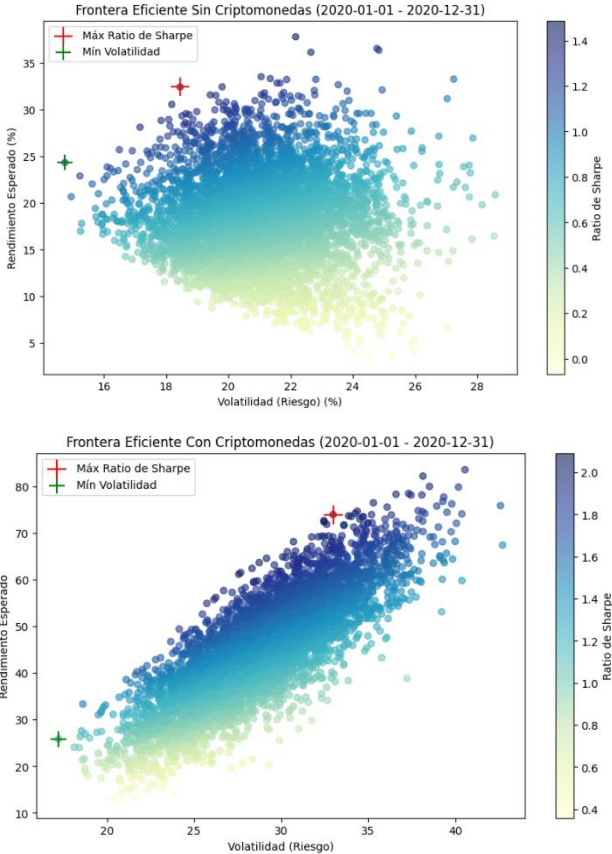 Frontera Eficiente Sin Criptomonedas (2020-01-01 - 2020-12-31)
Máx Ratio de Sharpe
Mín Volatilidad
35
30
25
20
15
10
5
Rendimiento Esperado (%)
16 18 20 22 24 26 28
Volatilidad (Riesgo) (%)
1.4
1.2
1.0
0.8
0.6
0.4
0.2
0.0
Ratio de Sharpe
Frontera Eficiente Con Criptomonedas (2020-01-01 - 2020-12-31)
Máx Ratio de Sharpe
Mín Volatilidad
80
70
60
50
40
30
20
10
Rendimiento Esperado
20 25 30 35 40
Volatilidad (Riesgo)
2.0
1.8
1.6
1.4
1.2
1.0
0.8
0.6
0.4
Ratio de Sharpe